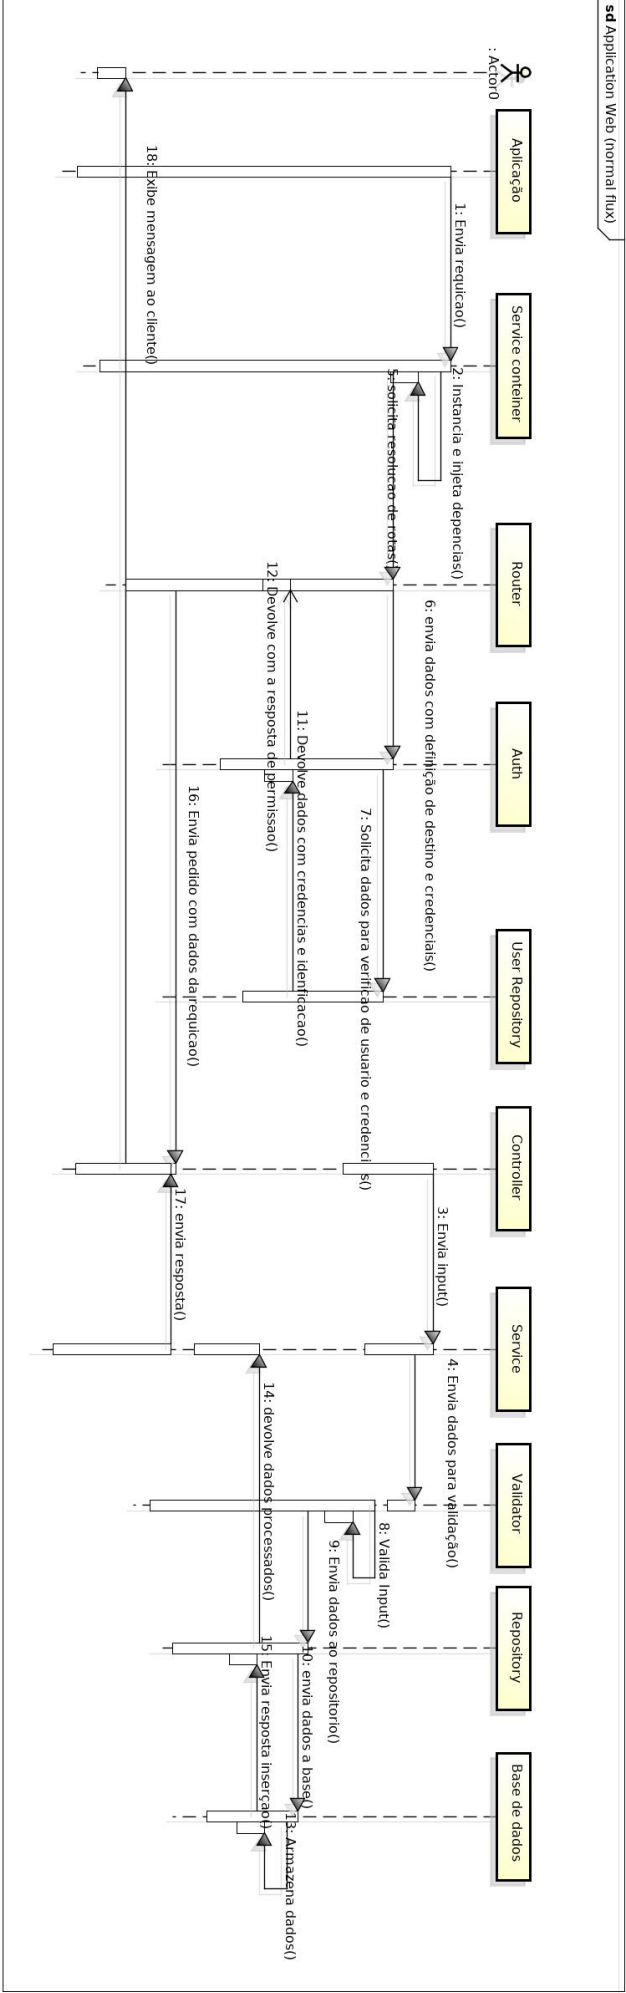 sd Application Web (normal flux)
: Actor0
Aplicação
Service conteiner
Router
Auth
User Repository
Controller
Service
Validator
Repository
Base de dados
1: Envia requicao()
2: Instancia e injeta depencias()
3: Envia input()
4: Envia dados para validação()
5: solicita resolucao de rotas()
6: envia dados com definição de destino e credenciais()
7: Solicita dados para verificao de usuario e credenci s()
8: Valida Input()
9: Envia dados ao repositorio()
10: envia dados a base()
11: Devolve dados com credencias e idenficacao()
12: Devolve com a resposta de permissao()
13: Armazena dados()
14: devolve dados processados()
15: Envia resposta inserçao()
16: Envia pedido com dados da requicao()
17: envia resposta()
18: Exibe mensagem ao cliente()